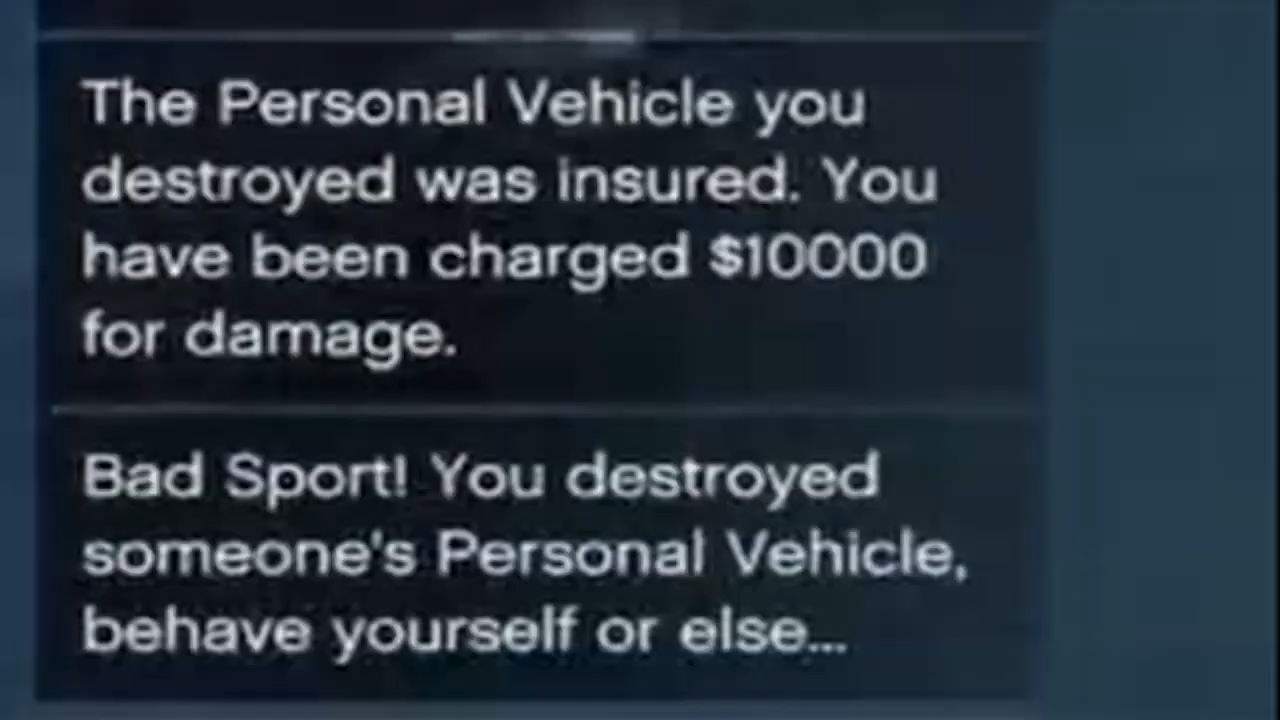 The Personal Vehicle you
destroyed was insured. You
have been charged $10000
for damage.
Bad Sport! You destroyed
someone's Personal Vehicle,
behave yourself or else...